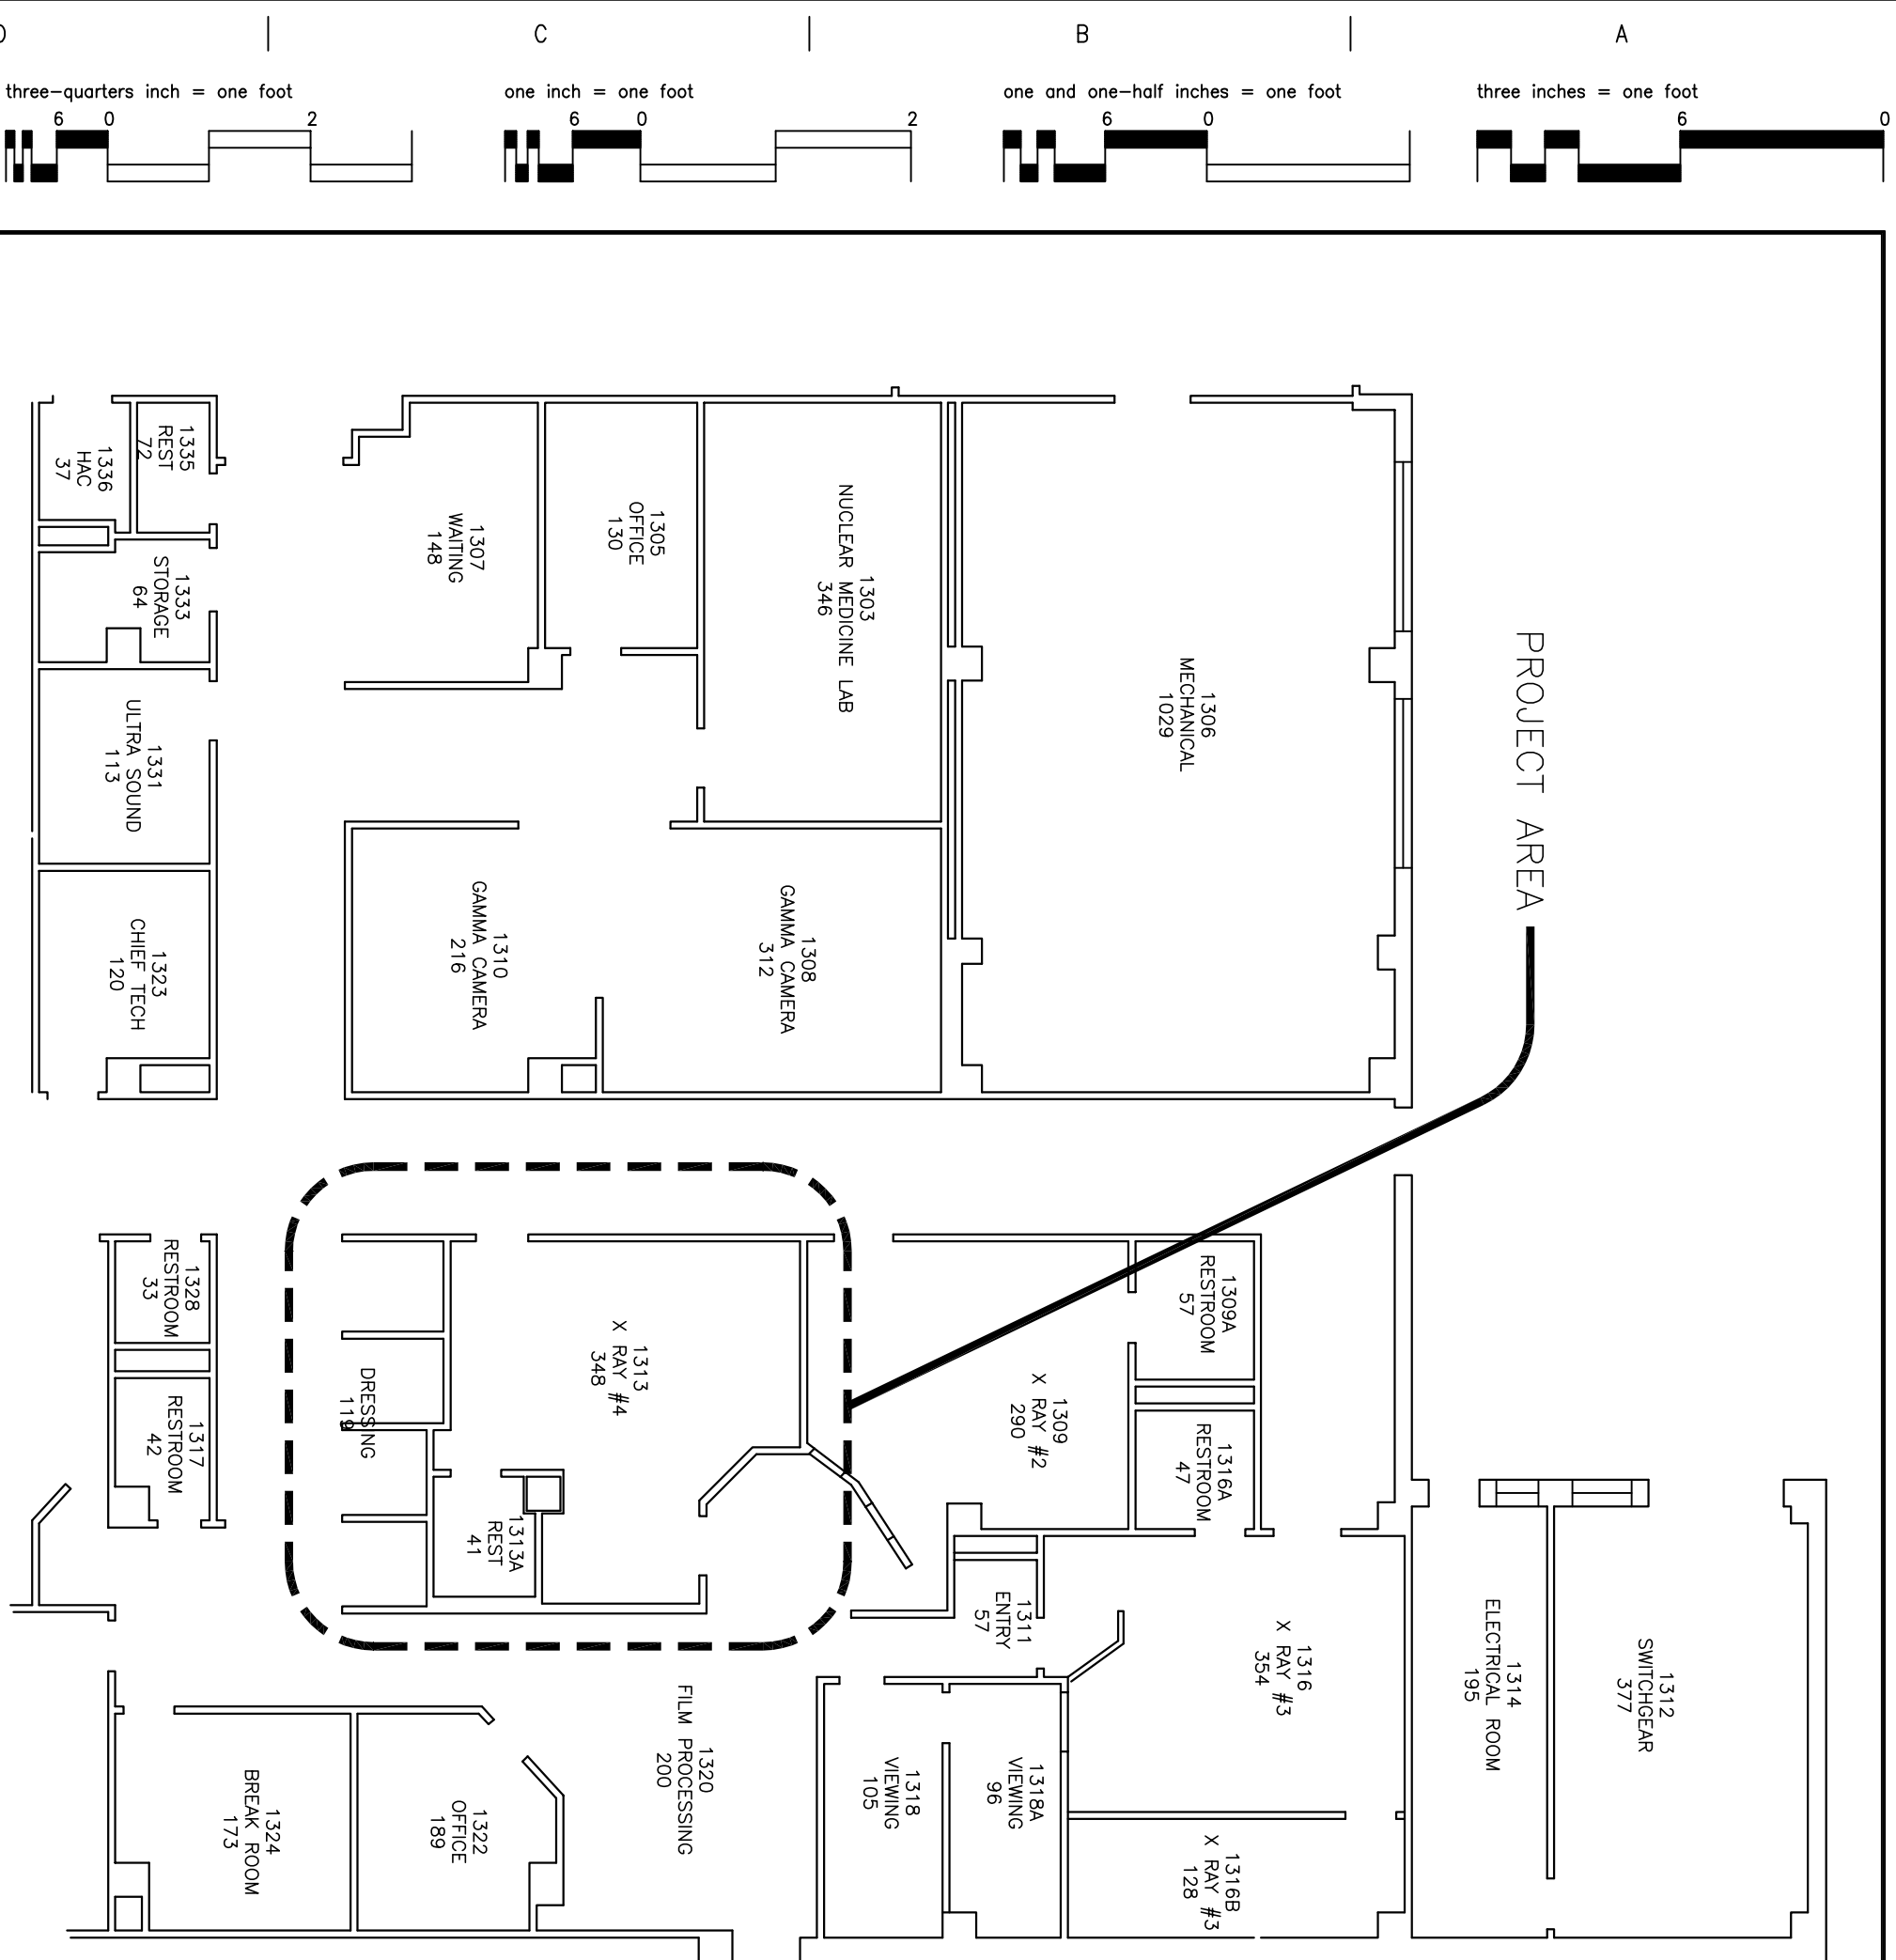 C
B
A
three-quarters inch = one foot
6 0 2
one inch = one foot
6 0 2
one and one-half inches = one foot
6 0
three inches = one foot
6 0
PROJECT AREA
1335
REST
72
1336
HAC
37
1333
STORAGE
64
1331
ULTRA SOUND
113
1323
CHIEF TECH
120
1307
WAITING
148
1305
OFFICE
130
1303
NUCLEAR MEDICINE LAB
346
1306
MECHANICAL
1029
1310
GAMMA CAMERA
216
1308
GAMMA CAMERA
312
1328
RESTROOM
33
1317
RESTROOM
42
DRESSING
119
1313
X RAY #4
348
1313A
REST
41
1309
X RAY #2
290
1309A
RESTROOM
57
1316A
RESTROOM
47
1311
ENTRY
57
1316
X RAY #3
354
1314
ELECTRICAL ROOM
195
1312
SWITCHGEAR
377
1324
BREAK ROOM
173
1322
OFFICE
189
1320
FILM PROCESSING
200
1318
VIEWING
105
1318A
VIEWING
96
1316B
X RAY #3
128